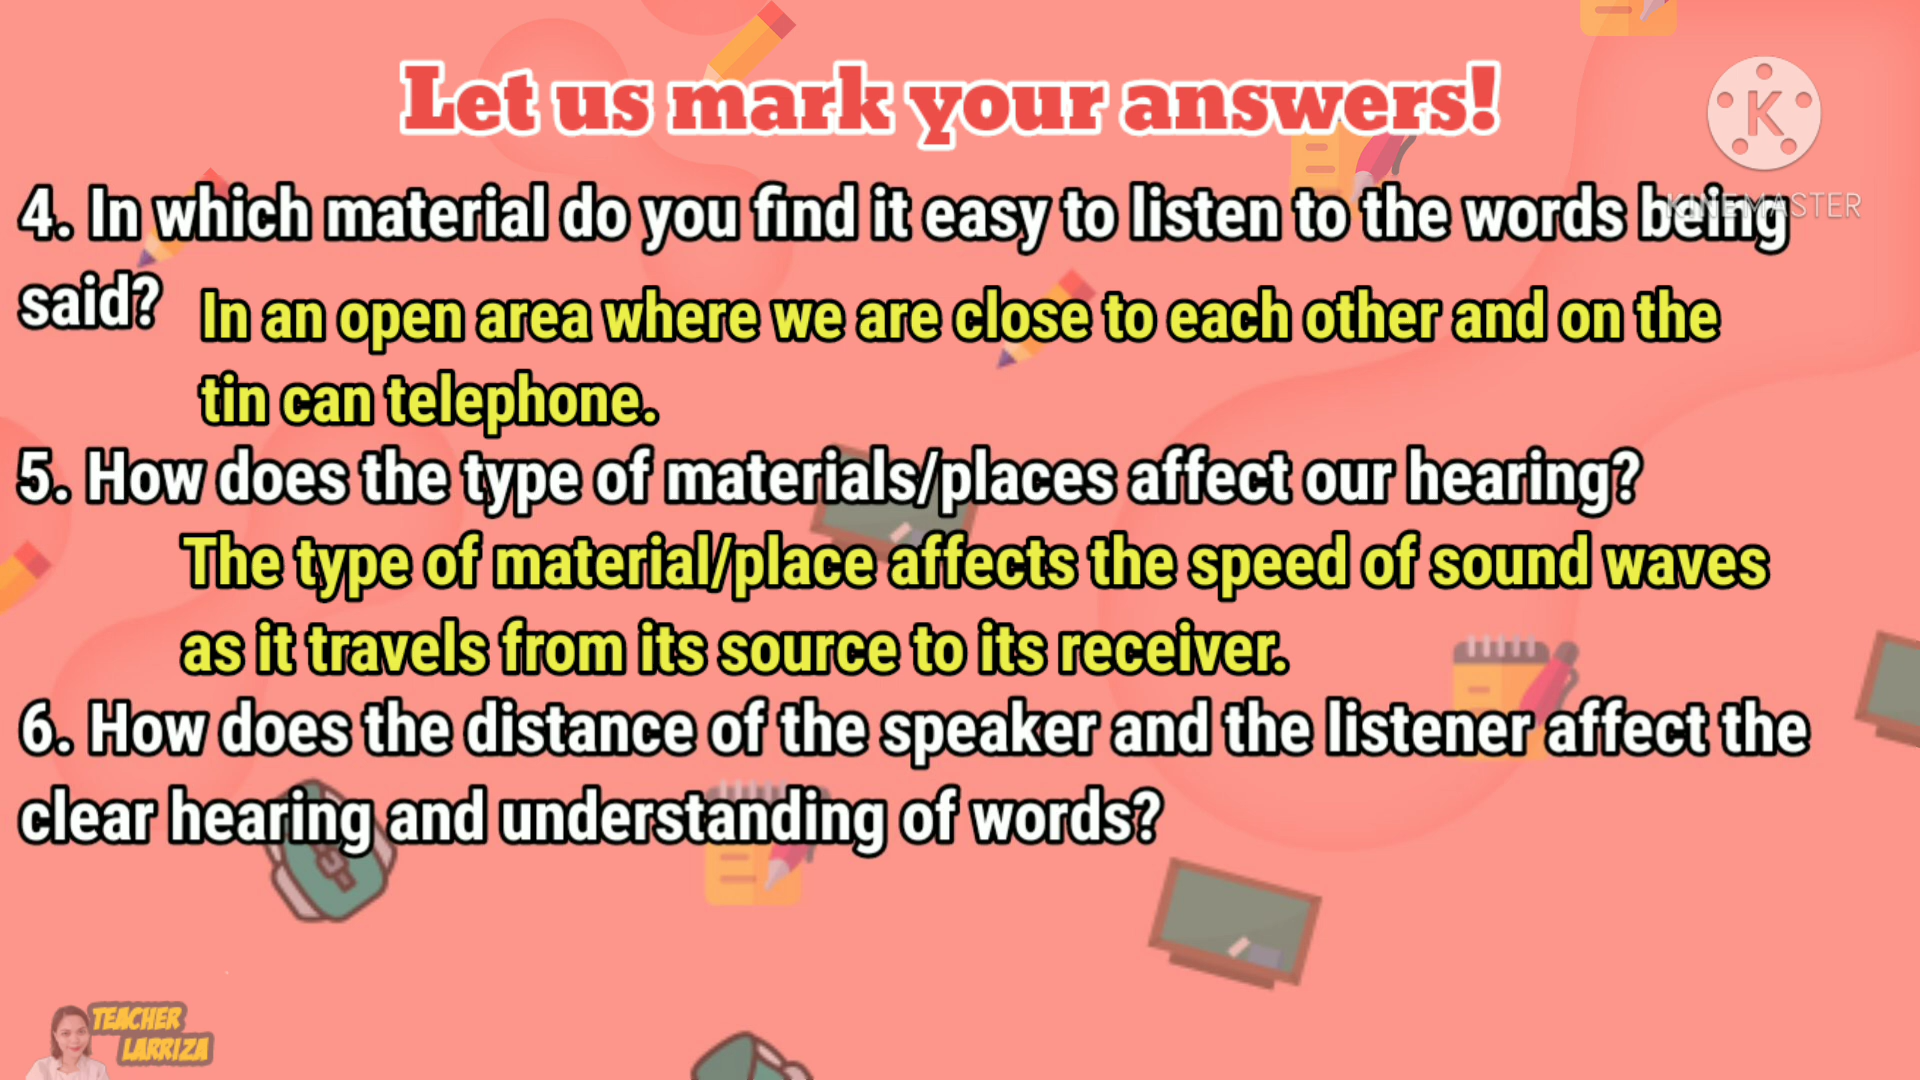 Let us mark your answers!
K
KINEMASTER
4. In which material do you find it easy to listen to the words being
said?
In an open area where we are close to each other and on the
tin can telephone.
5. How does the type of materials/places affect our hearing?
The type of material/place affects the speed of sound waves
as it travels from its source to its receiver.
6. How does the distance of the speaker and the listener affect the
clear hearing and understanding of words?
TEACHER
LARRIZA